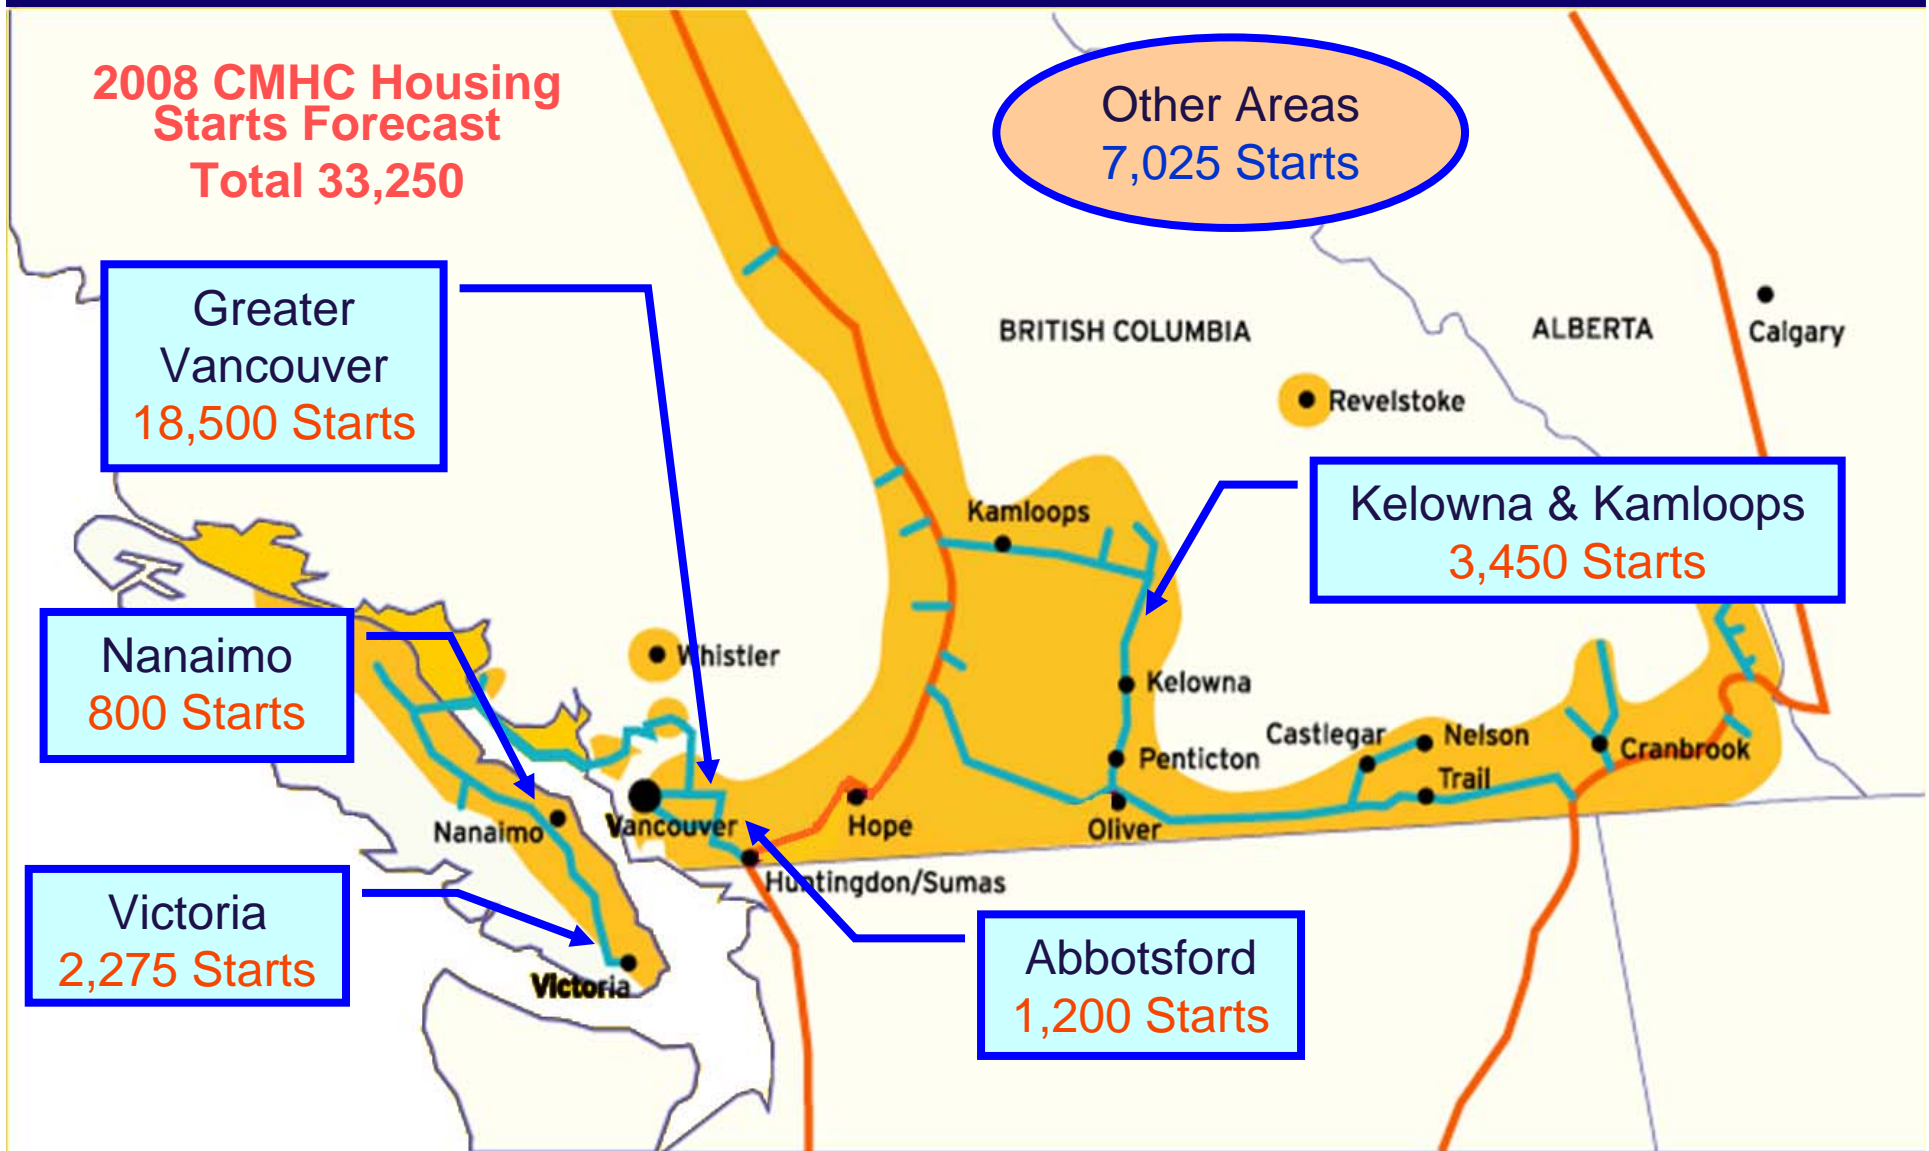 2008 CMHC Housing
Starts Forecast
Total 33,250
Other Areas
7,025 Starts
Greater
Vancouver
18,500 Starts
BRITISH COLUMBIA
ALBERTA
Calgary
Revelstoke
Kamloops
Kelowna & Kamloops
3,450 Starts
Nanaimo
800 Starts
Whistler
Kelowna
Penticton
Castlegar
Nelson
Cranbrook
Trail
Nanaimo
Vancouver
Hope
Oliver
Huntingdon/Sumas
Victoria
2,275 Starts
Victoria
Abbotsford
1,200 Starts